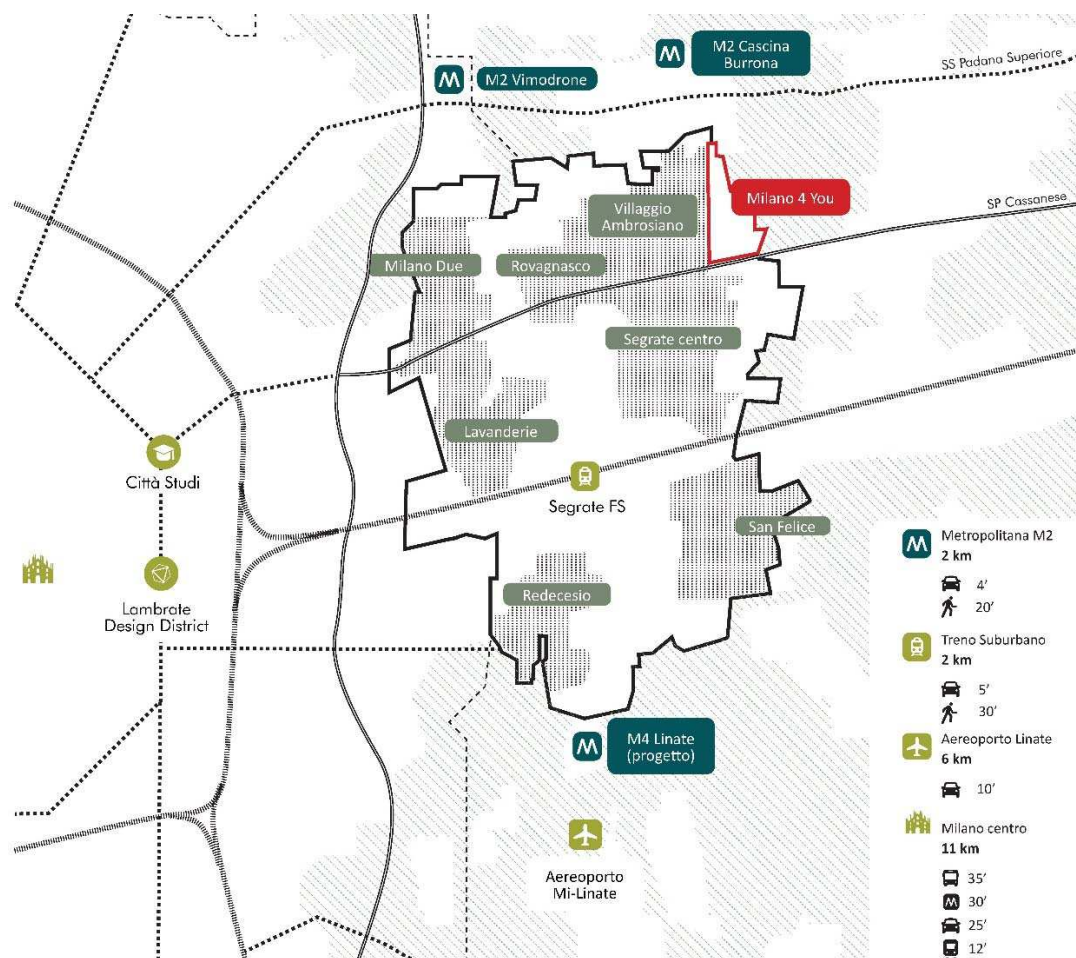 M2 Cascina
Burrona
SS Padana Superiore
M2 Vimodrone
Milano 4 You
Villaggio
Ambrosiano
SP Cassanese
Milano Due
Rovagnasco
Segrate centro
Lavanderie
Città Studi
Segrate FS
San Felice
Lambrate
Design District
Redecesio
M4 Linate
(progetto)
Aereoporto
Mi-Linate
Metropolitana M2
2 km
4'
20'
Treno Suburbano
2 km
5'
30'
Aereoporto Linate
6 km
10'
Milano centro
11 km
35'
30'
25'
12'